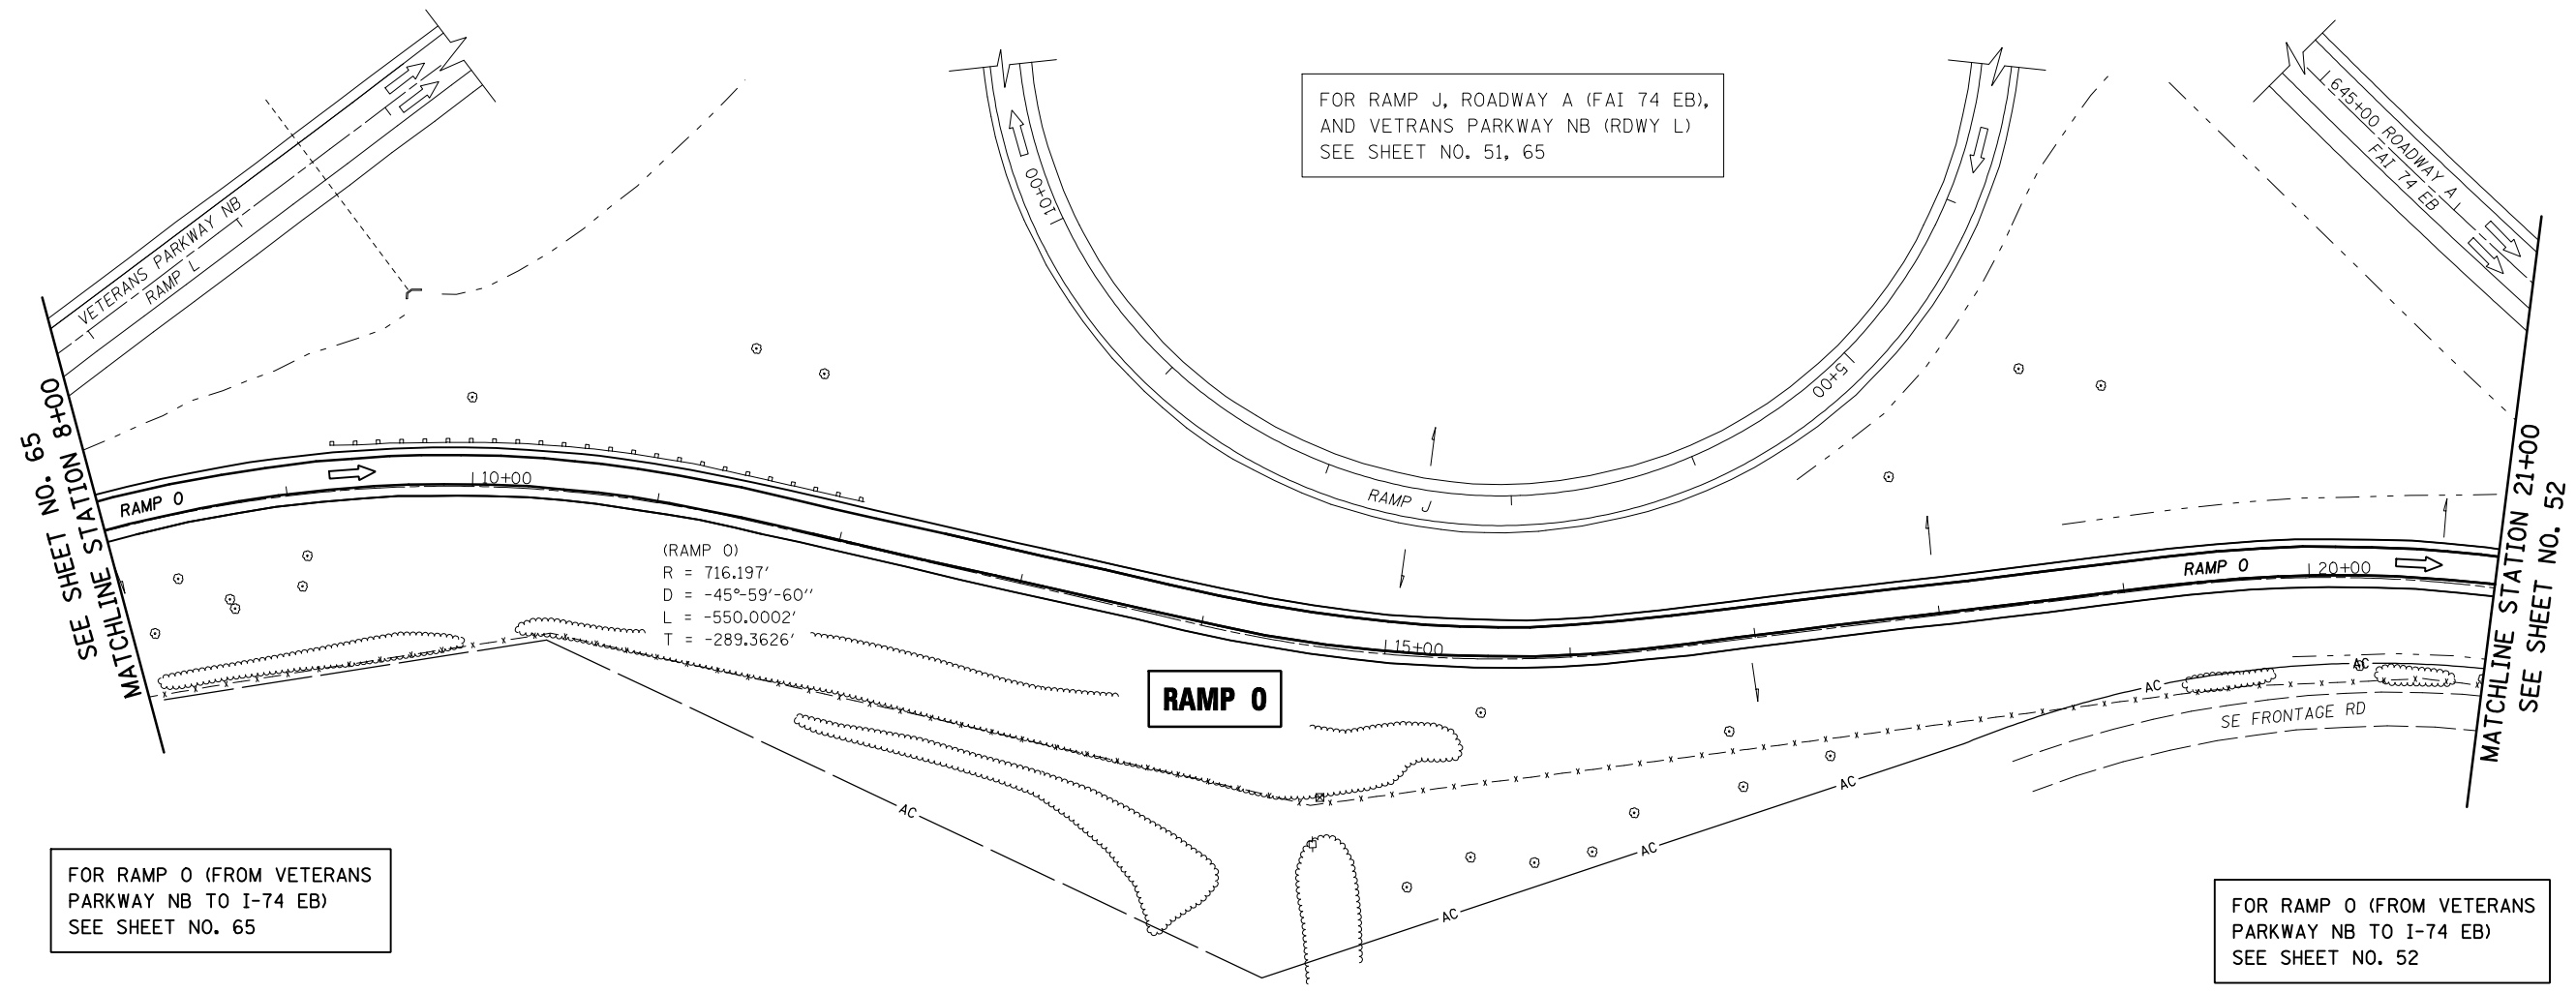 FOR RAMP J, ROADWAY A (FAI 74 EB),
AND VETRANS PARKWAY NB (RDWY L)
SEE SHEET NO. 51, 65
VETERANS PARKWAY NB
RAMP L
10+00
5+00
RAMP J
645+00 ROADWAY A
FAI 74 EB
SEE SHEET NO. 65
MATCHLINE STATION 8+00
RAMP O
10+00
(RAMP O)
R = 716.197'
D = -45°-59'-60''
L = -550.0002'
T = -289.3626'
15+00
RAMP O
20+00
MATCHLINE STATION 21+00
SEE SHEET NO. 52
RAMP O
AC
AC
AC
AC
AC
AC
SE FRONTAGE RD
FOR RAMP O (FROM VETERANS
PARKWAY NB TO I-74 EB)
SEE SHEET NO. 65
FOR RAMP O (FROM VETERANS
PARKWAY NB TO I-74 EB)
SEE SHEET NO. 52